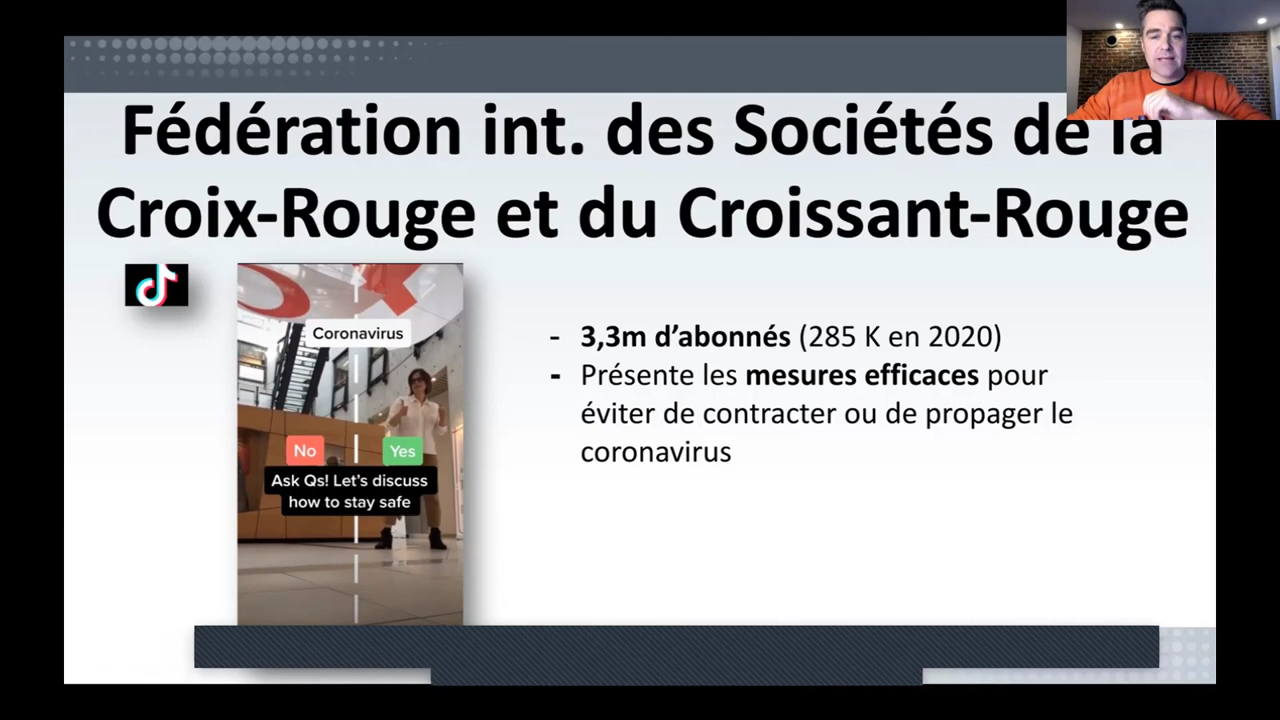 Fédération int. des Sociétés de la
Croix-Rouge et du Croissant-Rouge
Coronavirus
No
Yes
Ask Qs! Let's discuss
how to stay safe
- 3,3m d’abonnés (285 K en 2020)
- Présente les mesures efficaces pour
éviter de contracter ou de propager le
coronavirus